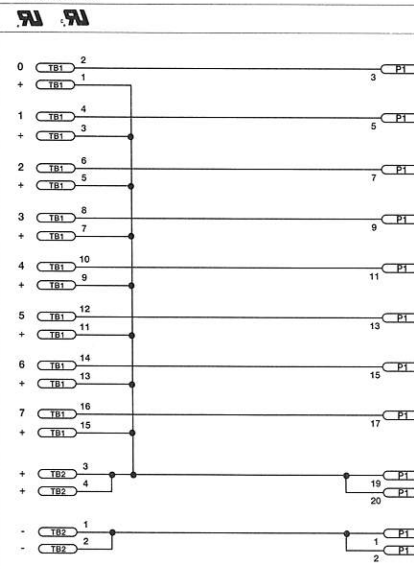 0 TB1 2 3 P1
+ TB1 1
1 TB1 4 5 P1
+ TB1 3
2 TB1 6 7 P1
+ TB1 5
3 TB1 8 9 P1
+ TB1 7
4 TB1 10 11 P1
+ TB1 9
5 TB1 12 13 P1
+ TB1 11
6 TB1 14 15 P1
+ TB1 13
7 TB1 16 17 P1
+ TB1 15
+ TB2 3 19 P1
+ TB2 4 20 P1
- TB2 1 1 P1
- TB2 2 2 P1